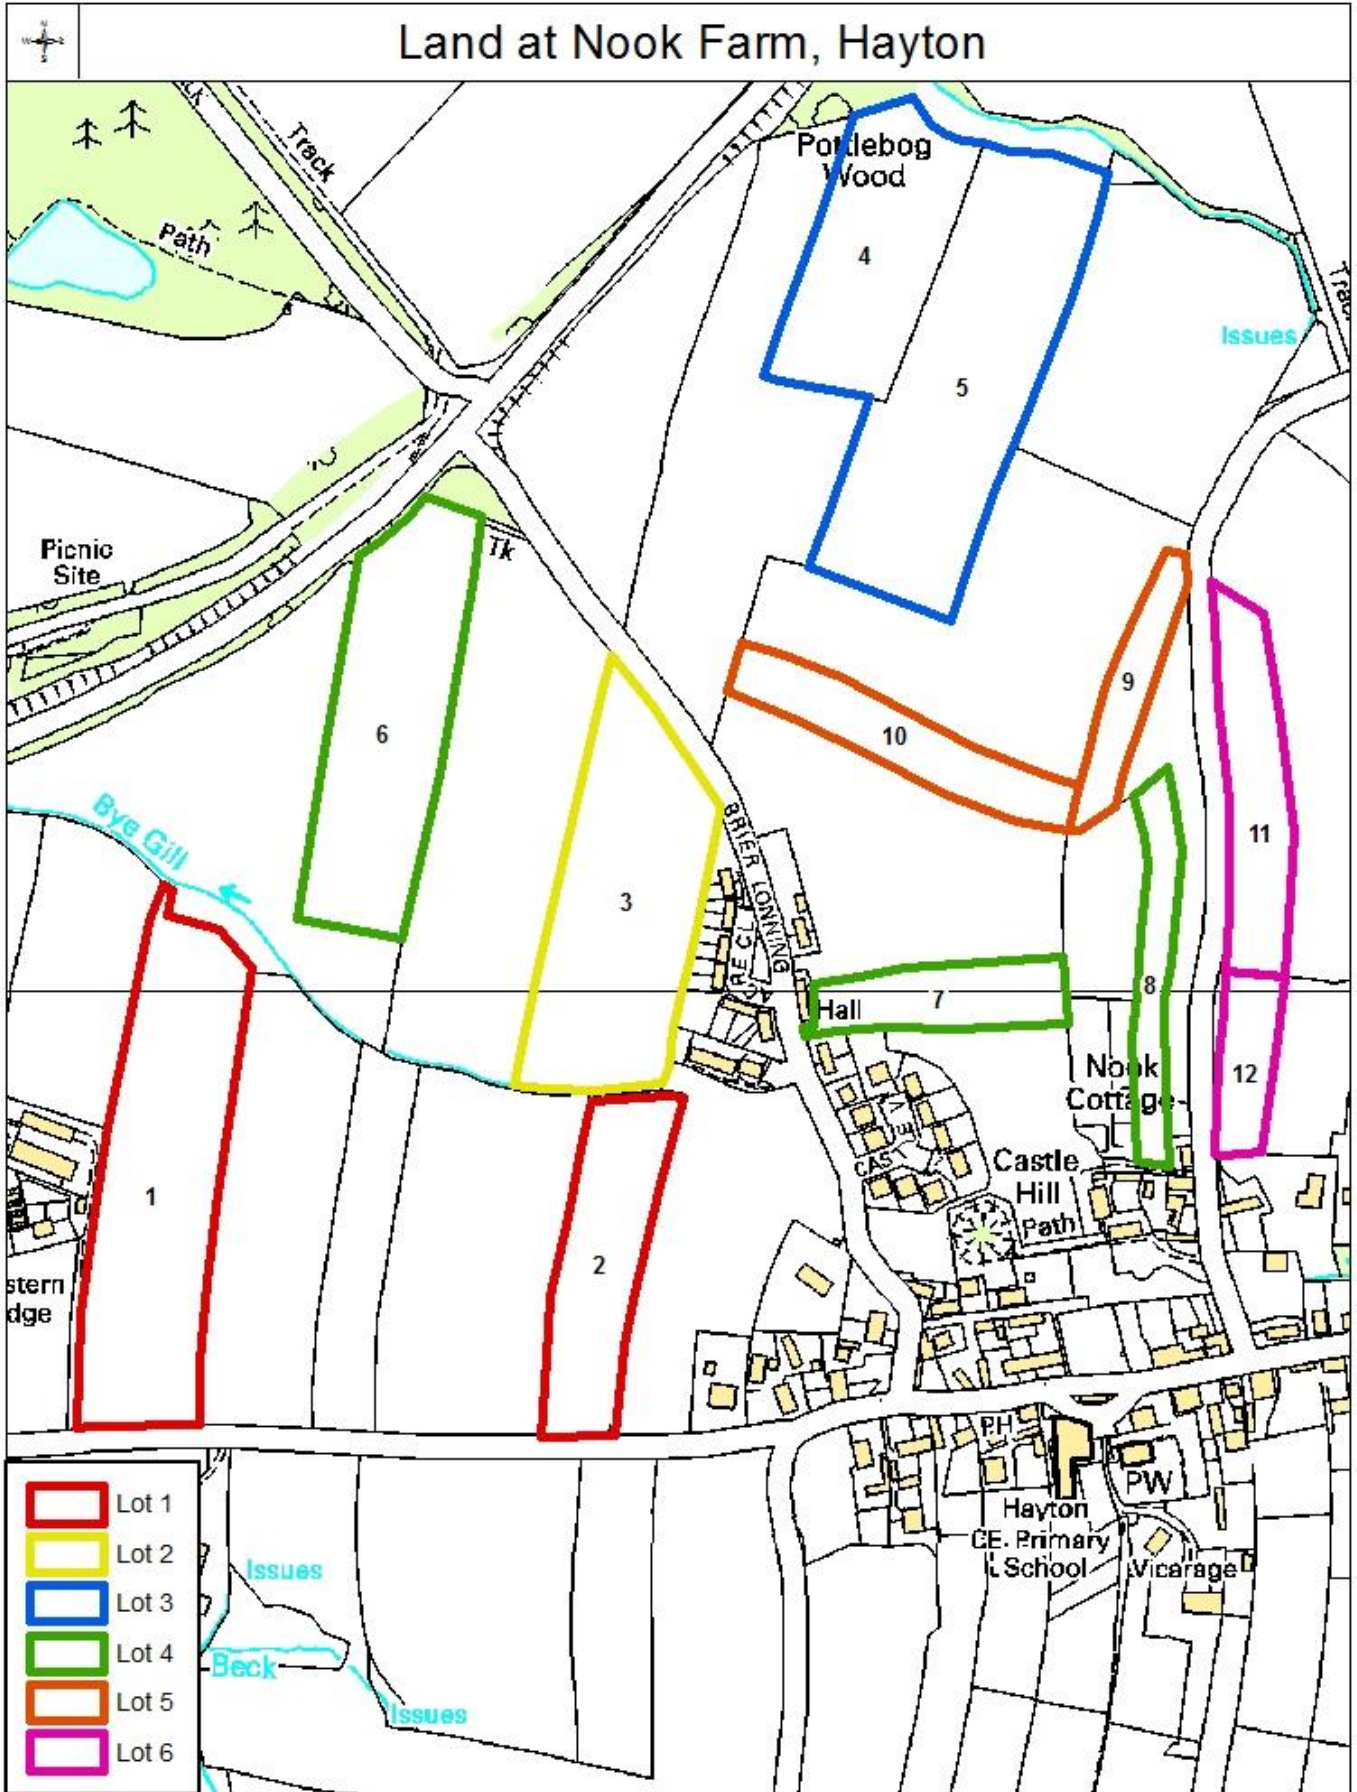 Land at Nook Farm, Hayton
N
W
S
Track
Pottlebog
Wood
Path
4
Issues
5
Picnic
Site
Tk
9
6
10
Bye Gill
BRIER LONNING
11
3
8
7
Hall
Nook
Cottage
12
Castle
Hill
Path
1
2
stern
dge
PH
PW
Hayton
CE Primary
School
Vicarage
Issues
Beck
Issues
Lot 1
Lot 2
Lot 3
Lot 4
Lot 5
Lot 6